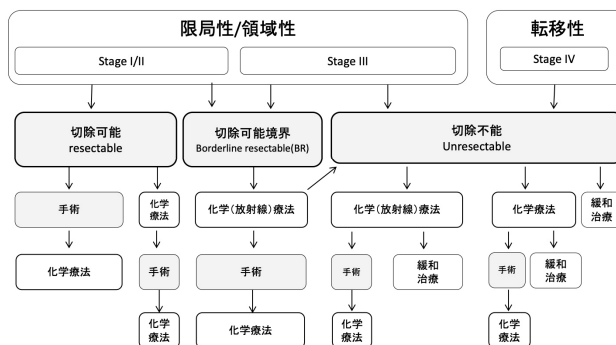 限局性/領域性
転移性
Stage I/II
Stage III
Stage IV
切除可能
resectable
切除可能境界
Borderline resectable(BR)
切除不能
Unresectable
手術
化学
療法
化学(放射線)療法
化学(放射線)療法
化学療法
緩和
治療
化学療法
手術
手術
手術
緩和
治療
手術
緩和
治療
化学
療法
化学療法
化学
療法
化学
療法